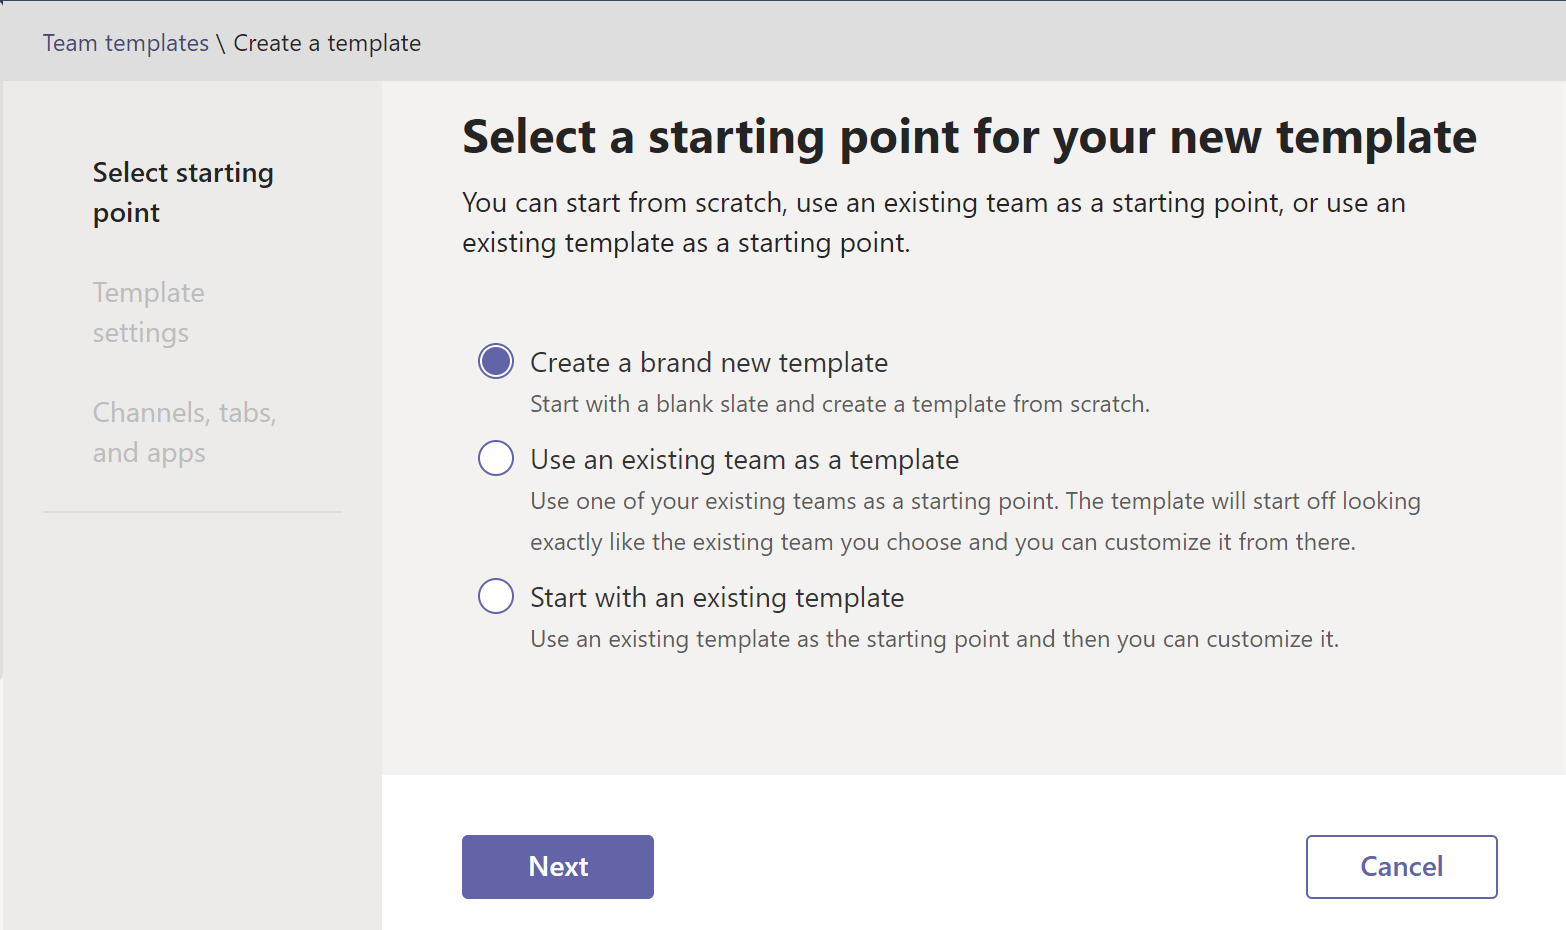 Team templates \ Create a template
Select starting
point
Template
settings
Channels, tabs,
and apps
Select a starting point for your new template
You can start from scratch, use an existing team as a starting point, or use an
existing template as a starting point.
Create a brand new template
Start with a blank slate and create a template from scratch.
Use an existing team as a template
Use one of your existing teams as a starting point. The template will start off looking
exactly like the existing team you choose and you can customize it from there.
Start with an existing template
Use an existing template as the starting point and then you can customize it.
Next
Cancel